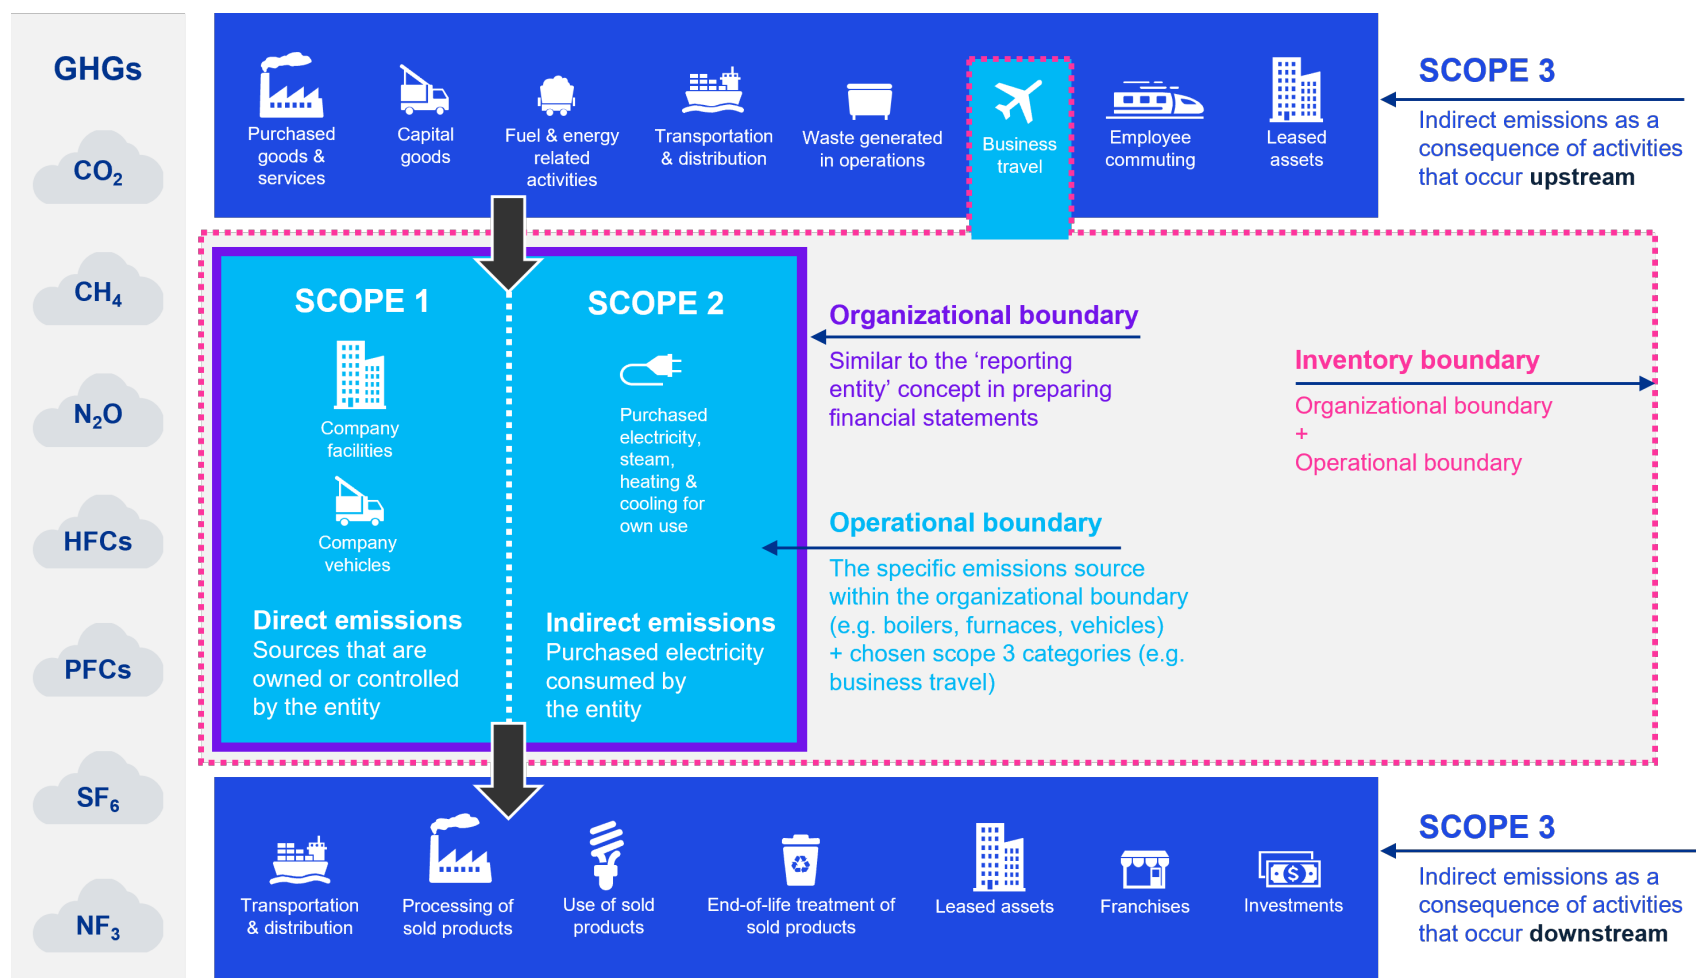 GHGs
CO₂
CH₄
N₂O
HFCs
PFCs
SF₆
NF₃
Purchased
goods &
services
Capital
goods
Fuel & energy
related
activities
Transportation
& distribution
Waste generated
in operations
Business
travel
Employee
commuting
Leased
assets
SCOPE 3
Indirect emissions as a
consequence of activities
that occur upstream
SCOPE 1
Company
facilities
Company
vehicles
Direct emissions
Sources that are
owned or controlled
by the entity
SCOPE 2
Purchased
electricity,
steam,
heating &
cooling for
own use
Indirect emissions
Purchased electricity
consumed by
the entity
Organizational boundary
Similar to the ‘reporting
entity’ concept in preparing
financial statements
Operational boundary
The specific emissions source
within the organizational boundary
(e.g. boilers, furnaces, vehicles)
+ chosen scope 3 categories (e.g.
business travel)
Inventory boundary
Organizational boundary
+
Operational boundary
Transportation
& distribution
Processing of
sold products
Use of sold
products
End-of-life treatment of
sold products
Leased assets
Franchises
$
Investments
SCOPE 3
Indirect emissions as a
consequence of activities
that occur downstream